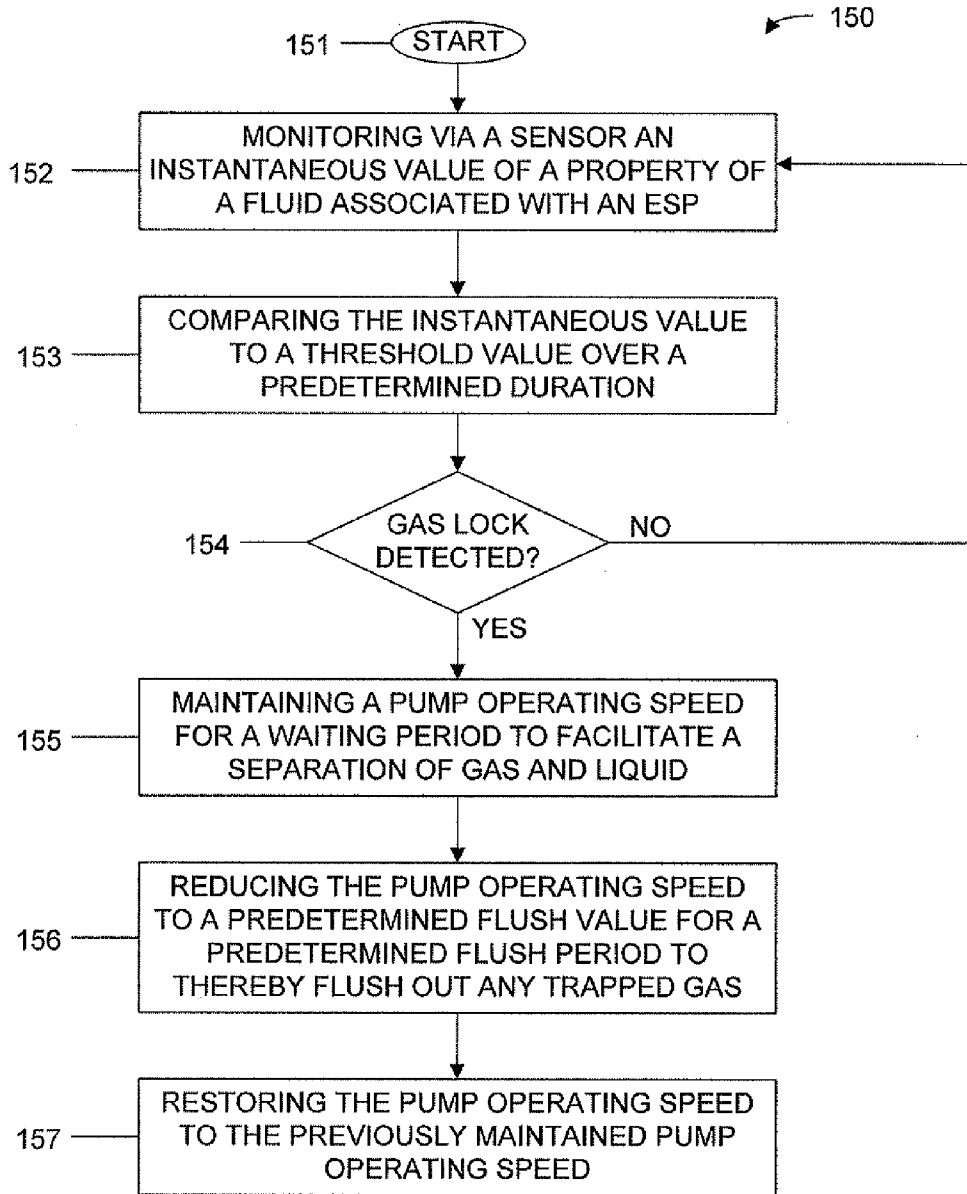 150
151
START
152
MONITORING VIA A SENSOR AN
INSTANTANEOUS VALUE OF A PROPERTY OF
A FLUID ASSOCIATED WITH AN ESP
153
COMPARING THE INSTANTANEOUS VALUE
TO A THRESHOLD VALUE OVER A
PREDETERMINED DURATION
154
GAS LOCK
DETECTED?
NO
YES
155
MAINTAINING A PUMP OPERATING SPEED
FOR A WAITING PERIOD TO FACILITATE A
SEPARATION OF GAS AND LIQUID
156
REDUCING THE PUMP OPERATING SPEED
TO A PREDETERMINED FLUSH VALUE FOR A
PREDETERMINED FLUSH PERIOD TO
THEREBY FLUSH OUT ANY TRAPPED GAS
157
RESTORING THE PUMP OPERATING SPEED
TO THE PREVIOUSLY MAINTAINED PUMP
OPERATING SPEED